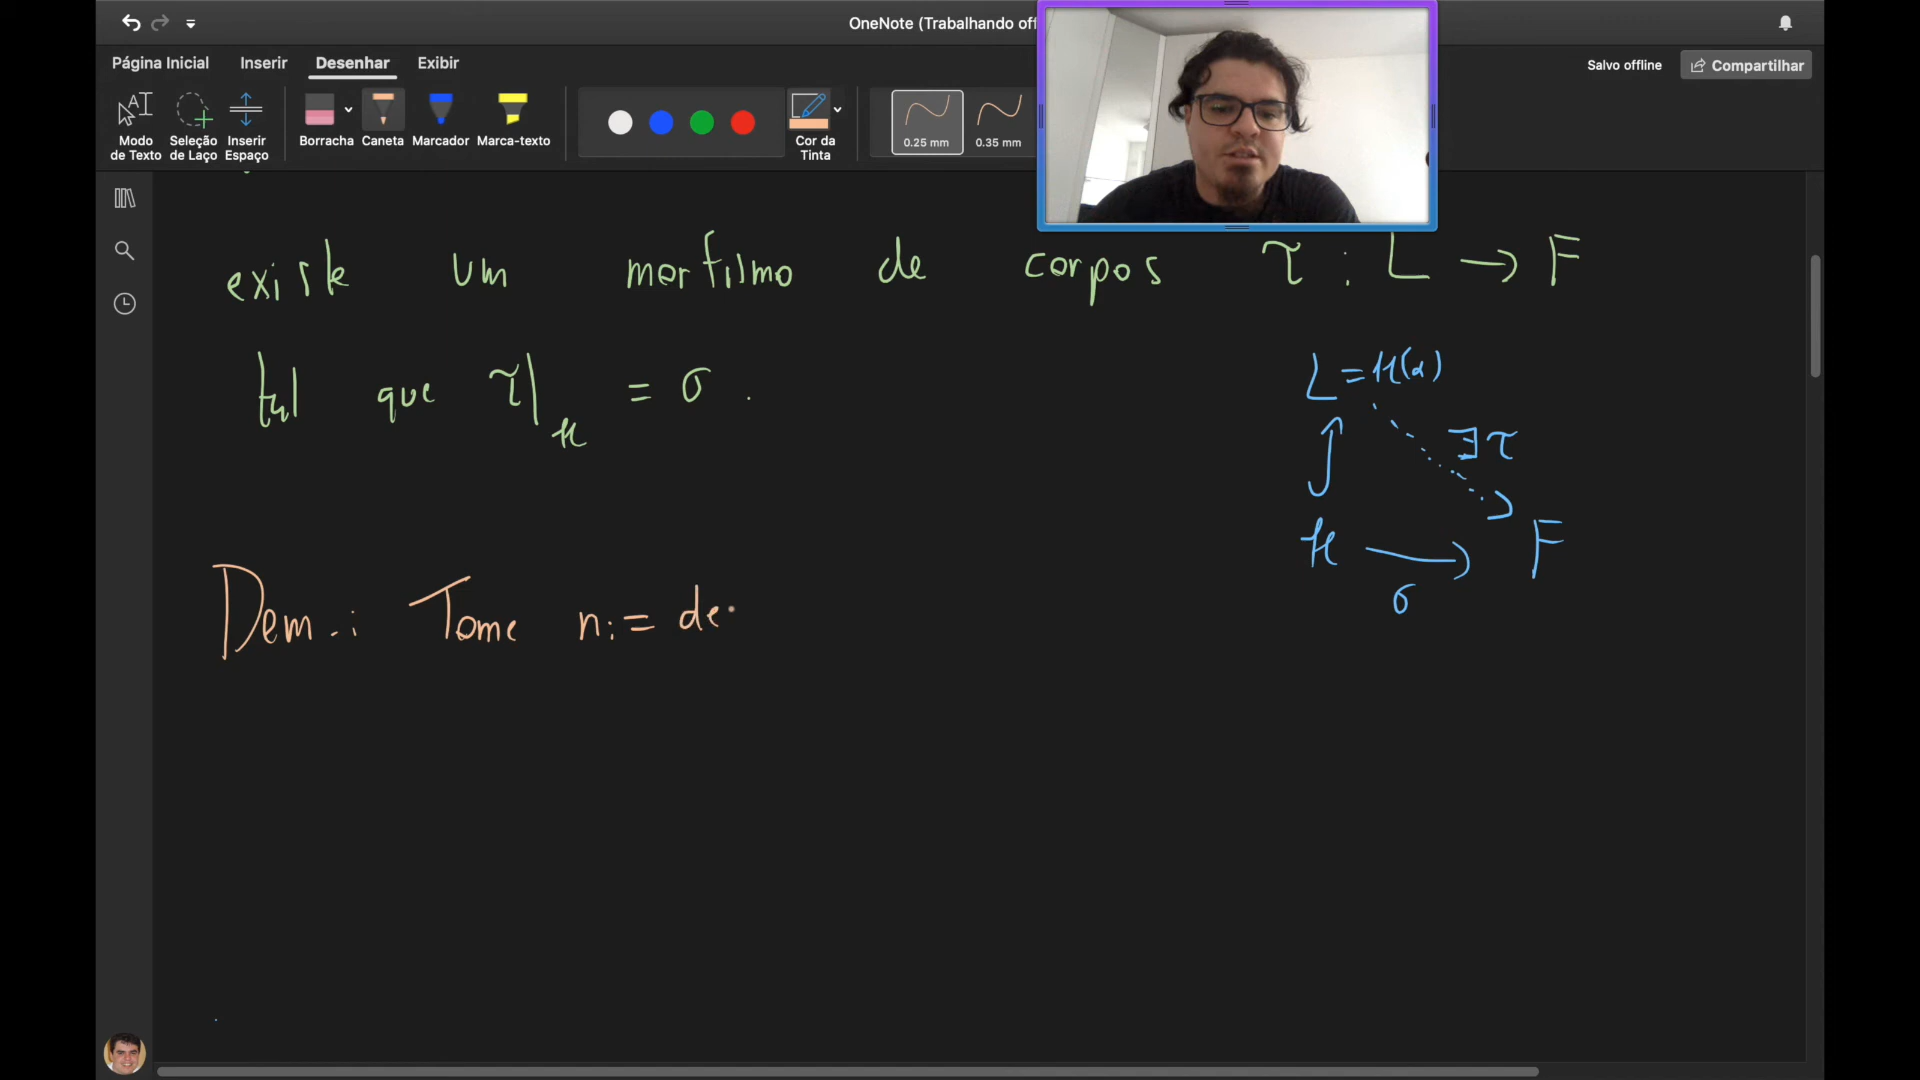 OneNote (Trabalhando off
Página Inicial Inserir Desenhar Exibir
Salvo offline Compartilhar
Modo de Texto
Seleção de Laço
Inserir Espaço
Borracha
Caneta
Marcador
Marca-texto
Cor da Tinta
0.25 mm
0.35 mm
existe um morfismo de corpos τ : L → F
tal que τ|_K = σ .
L = K(α)
∃ τ
K → F
σ
Dem.: Tome n := de